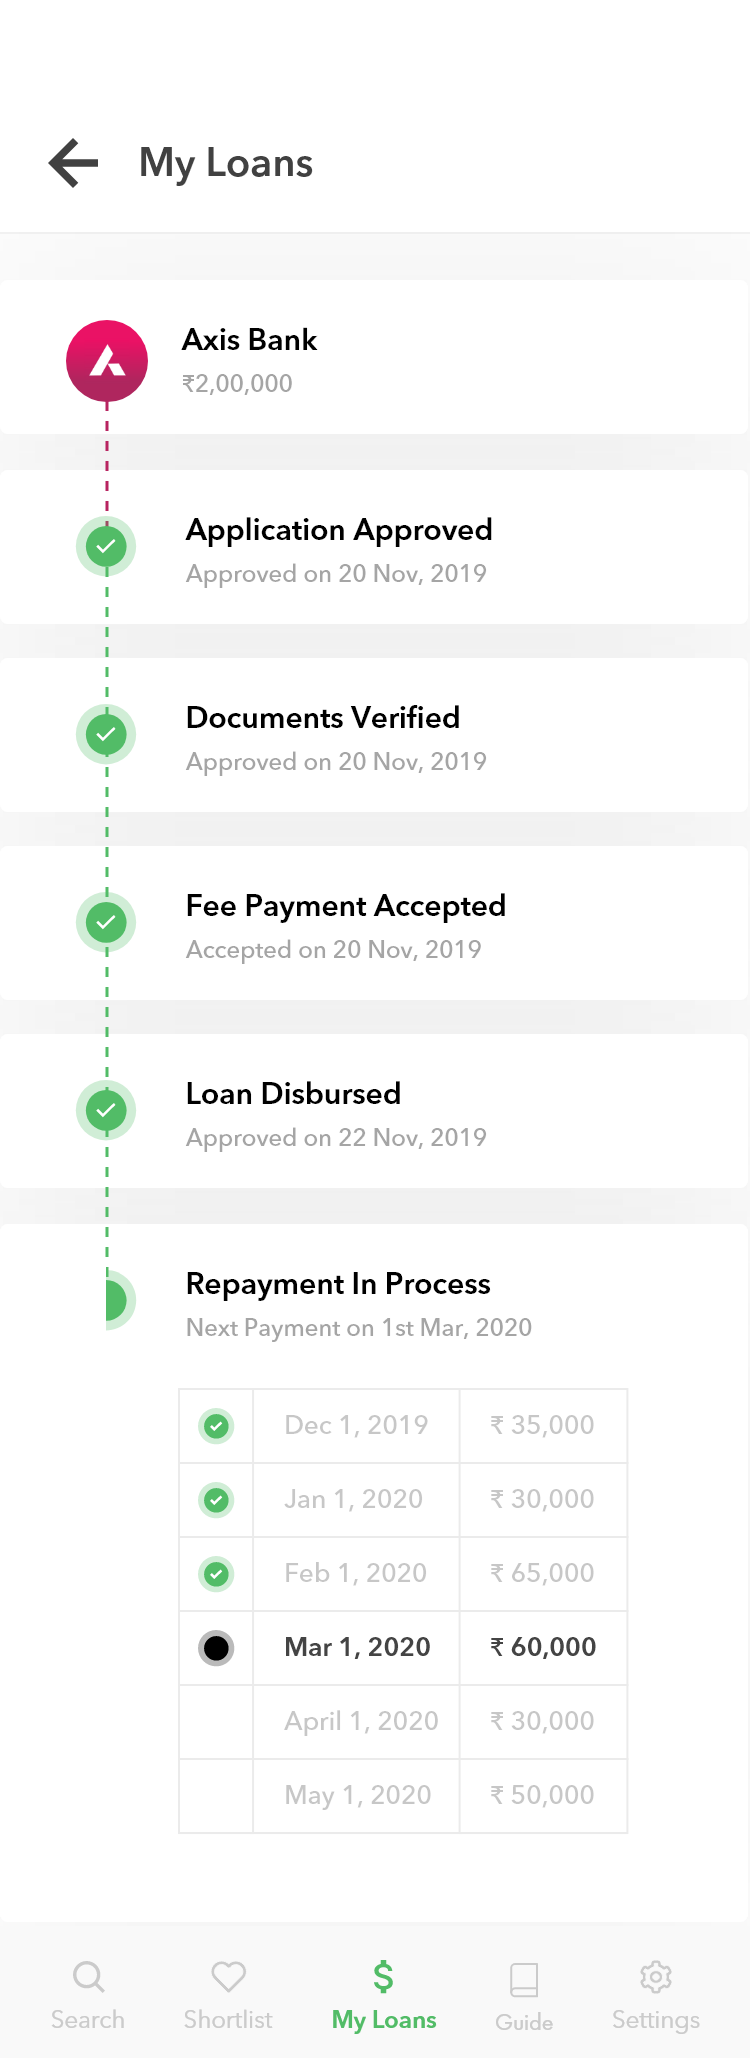 My Loans
Axis Bank
₹2,00,000
Application Approved
Approved on 20 Nov, 2019
Documents Verified
Approved on 20 Nov, 2019
Fee Payment Accepted
Accepted on 20 Nov, 2019
Loan Disbursed
Approved on 22 Nov, 2019
Repayment In Process
Next Payment on 1st Mar, 2020
Dec 1, 2019 ₹ 35,000
Jan 1, 2020 ₹ 30,000
Feb 1, 2020 ₹ 65,000
Mar 1, 2020 ₹ 60,000
April 1, 2020 ₹ 30,000
May 1, 2020 ₹ 50,000
Search Shortlist My Loans Guide Settings